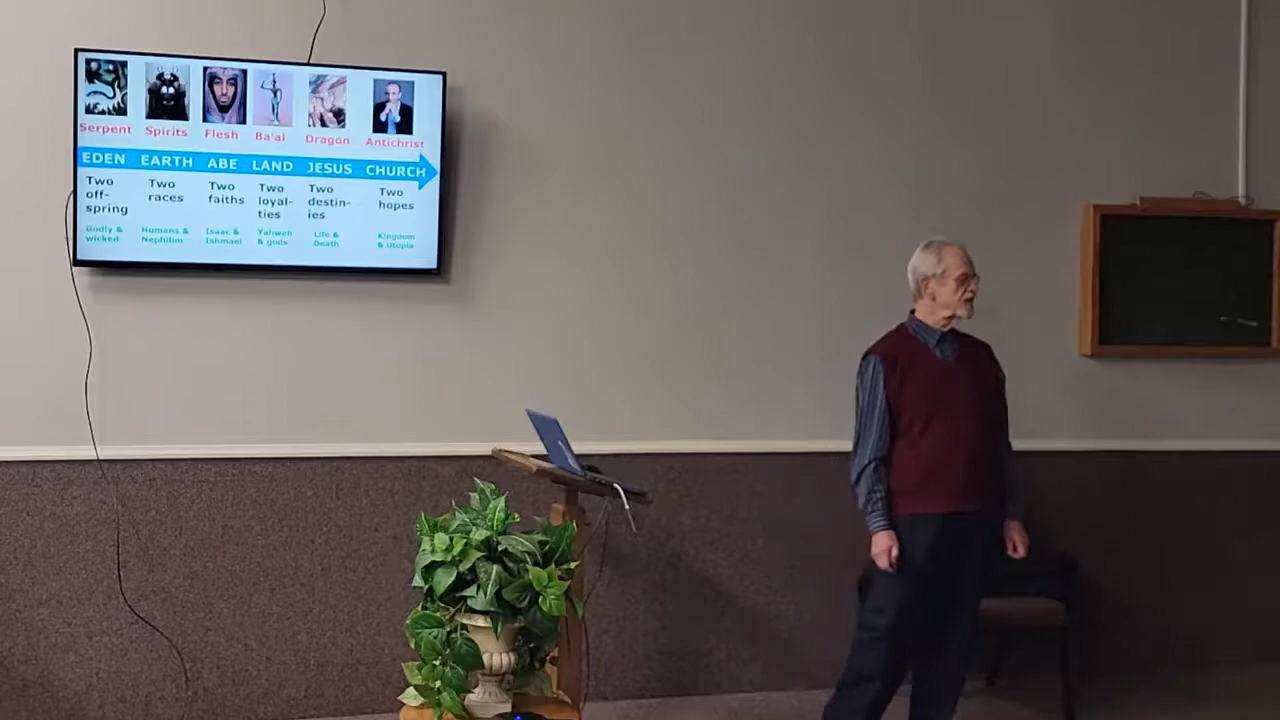 Serpent Spirits Flesh Ba'al Dragon Antichrist
EDEN EARTH ABE LAND JESUS CHURCH
Two off-spring
Two races
Two faiths
Two loyal-ties
Two destin-ies
Two hopes
Godly & wicked
Humans & Nephilim
Isaac & Ishmael
Yahweh & gods
Life & Death
Kingdom & Utopia